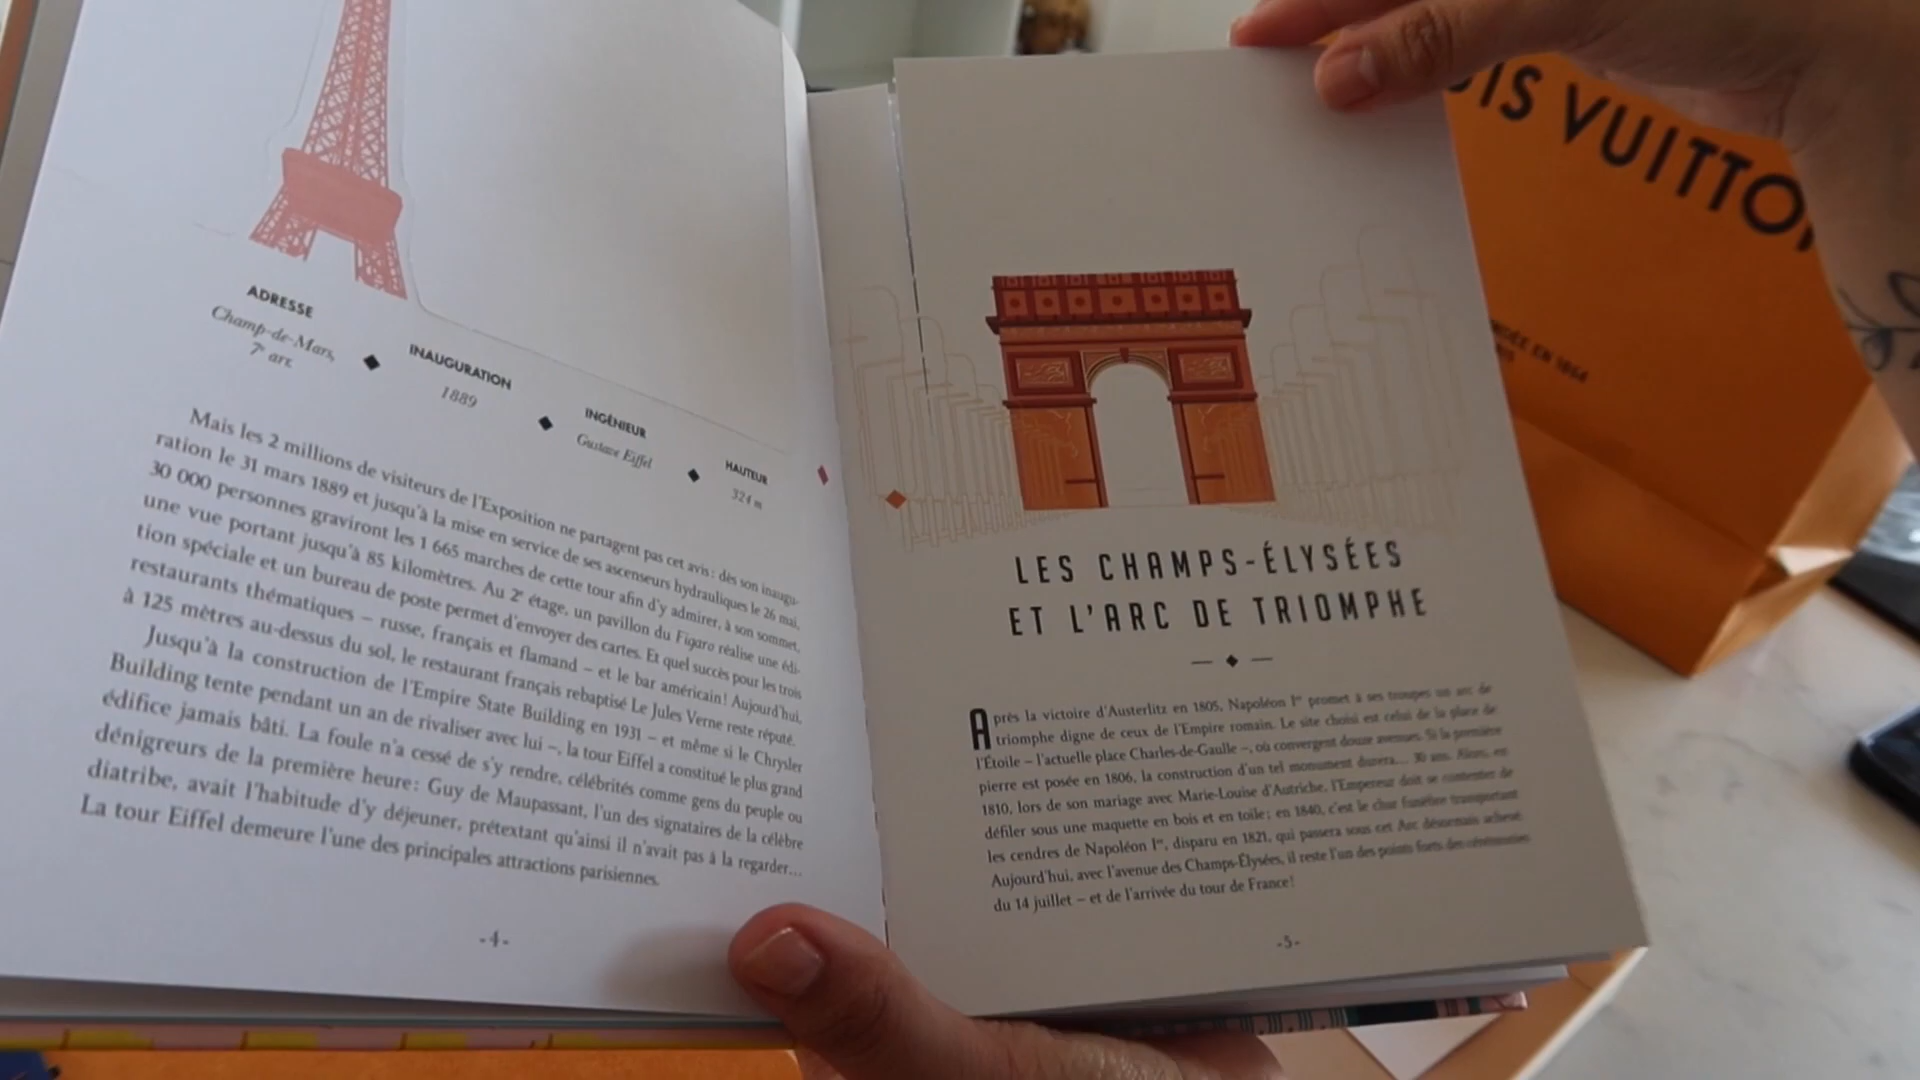 ADRESSE
Champ-de-Mars,
7e arr.
INAUGURATION
1889
INGÉNIEUR
Gustave Eiffel
HAUTEUR
324 m
Mais les 2 millions de visiteurs de l'Exposition ne partagent pas cet avis : dès son inaugu-
ration le 31 mars 1889 et jusqu'à la mise en service de ses ascenseurs hydrauliques le 26 mai,
30 000 personnes graviront les 1 665 marches de cette tour afin d'y admirer, à son sommet,
une vue portant jusqu'à 85 kilomètres. Au 2e étage, un pavillon du Figaro réalise une édi-
tion spéciale et un bureau de poste permet d'envoyer des cartes. Et quel succès pour les trois
restaurants thématiques – russe, français et flamand – et le bar américain ! Aujourd'hui,
à 125 mètres au-dessus du sol, le restaurant français rebaptisé Le Jules Verne reste réputé.
Jusqu'à la construction de l'Empire State Building en 1931 – et même si le Chrysler
Building tente pendant un an de rivaliser avec lui –, la tour Eiffel a constitué le plus grand
édifice jamais bâti. La foule n'a cessé de s'y rendre, célébrités comme gens du peuple ou
dénigreurs de la première heure : Guy de Maupassant, l'un des signataires de la célèbre
diatribe, avait l'habitude d'y déjeuner, prétextant qu'ainsi il n'avait pas à la regarder...
La tour Eiffel demeure l'une des principales attractions parisiennes.
-4-
LES CHAMPS-ÉLYSÉES
ET L'ARC DE TRIOMPHE
Après la victoire d'Austerlitz en 1805, Napoléon Ier promet à ses troupes un arc de
triomphe digne de ceux de l'Empire romain. Le site choisi est celui de la place de
l'Étoile – l'actuelle place Charles-de-Gaulle –, où convergent douze avenues. Si la première
pierre est posée en 1806, la construction d'un tel monument durera... 30 ans. Alors, en
1810, lors de son mariage avec Marie-Louise d'Autriche, l'Empereur doit se contenter de
défiler sous une maquette en bois et en toile ; en 1840, c'est le char funèbre transportant
les cendres de Napoléon Ier, disparu en 1821, qui passera sous cet Arc désormais achevé.
Aujourd'hui, avec l'avenue des Champs-Élysées, il reste l'un des points forts des cérémonies
du 14 juillet – et de l'arrivée du tour de France !
-5-
UIS VUITTON
NDÉE EN 1854